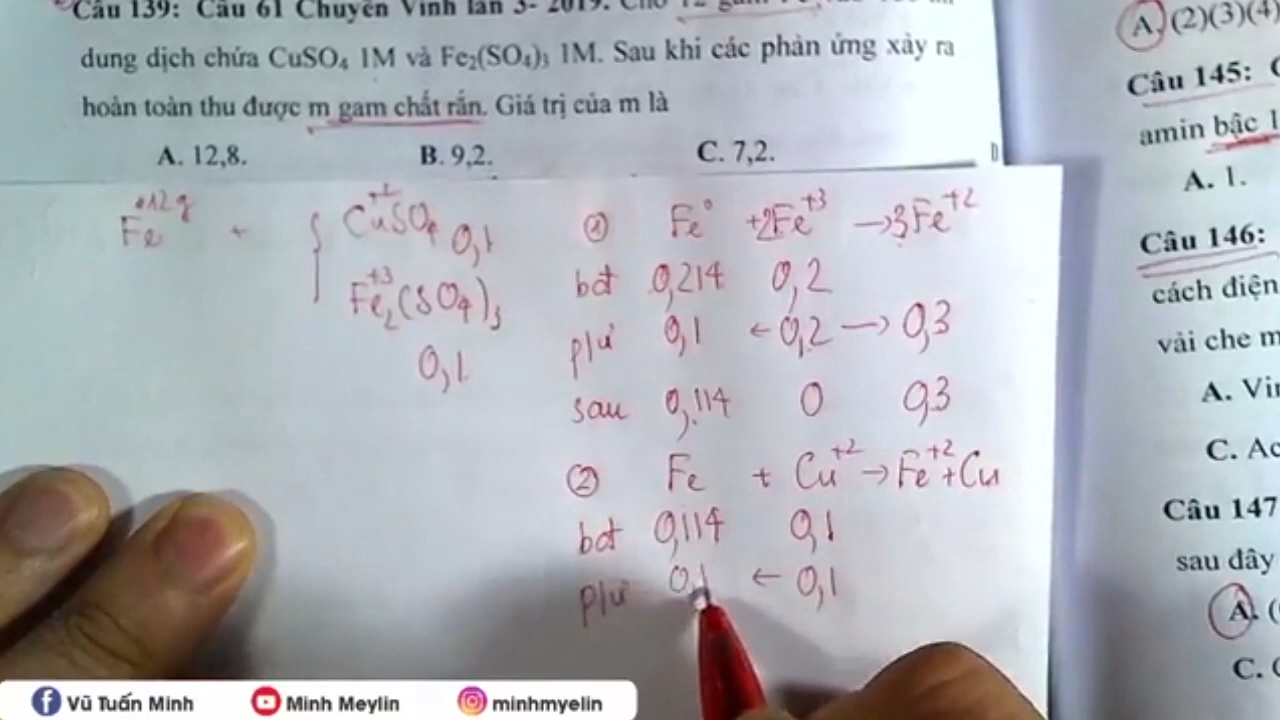 Câu 139: Câu 61 Chuyên Vinh lần 3- 2019. Cho 12 gam
dung dịch chứa CuSO₄ 1M và Fe₂(SO₄)₃ 1M. Sau khi các phản ứng xảy ra
hoàn toàn thu được m gam chất rắn. Giá trị của m là
A. 12,8. B. 9,2. C. 7,2. D
12g
Fe + { CuSO₄ 0,1
+2
+3
Fe₂(SO₄)₃
0,1
① Fe⁰ +2Fe⁺³ →3Fe⁺²
bđ 0,214 0,2
pư 0,1 ← 0,2 → 0,3
sau 0,114 0 0,3
② Fe + Cu⁺² → Fe⁺² + Cu
bđ 0,114 0,1
pư 0,1 ← 0,1
A. (2)(3)(4)
Câu 145:
amin bậc 1
A. 1.
Câu 146:
cách điện
vải che m
A. Vi
C. Ac
Câu 147
sau đây
A. (
C.
Vũ Tuấn Minh Minh Meylin minhmyelin